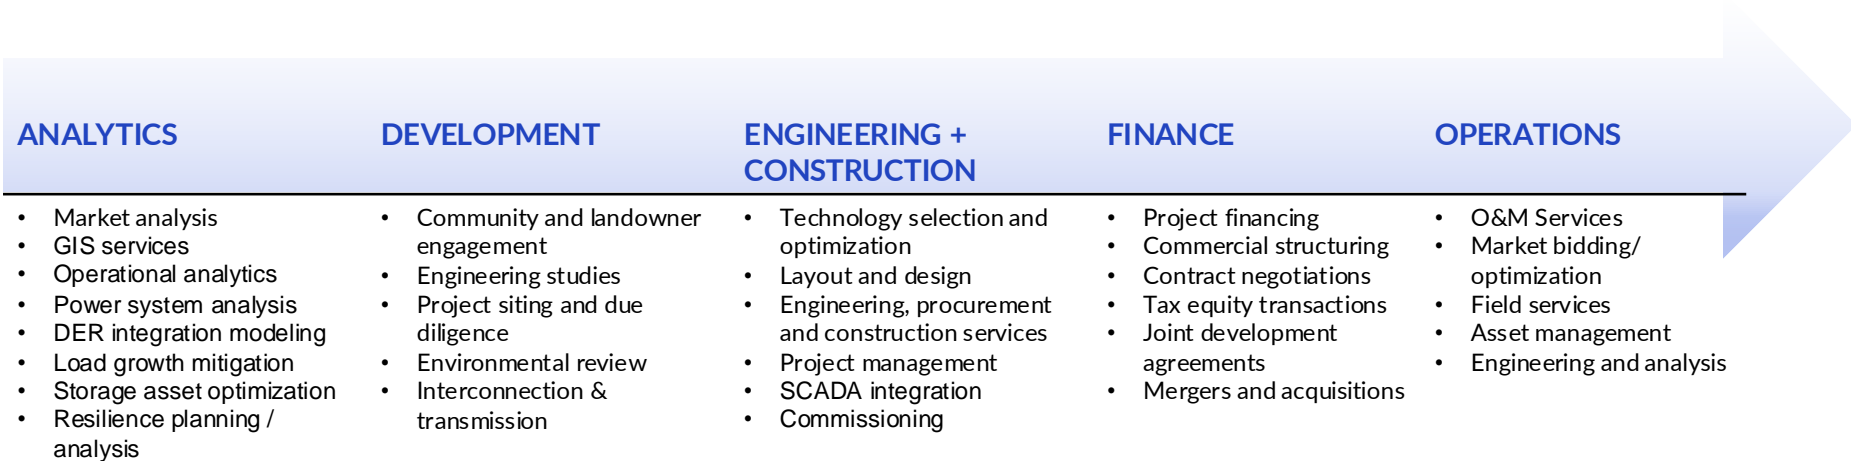 ANALYTICS
• Market analysis
• GIS services
• Operational analytics
• Power system analysis
• DER integration modeling
• Load growth mitigation
• Storage asset optimization
• Resilience planning /
analysis
DEVELOPMENT
• Community and landowner
engagement
• Engineering studies
• Project siting and due
diligence
• Environmental review
• Interconnection &
transmission
ENGINEERING +
CONSTRUCTION
• Technology selection and
optimization
• Layout and design
• Engineering, procurement
and construction services
• Project management
• SCADA integration
• Commissioning
FINANCE
• Project financing
• Commercial structuring
• Contract negotiations
• Tax equity transactions
• Joint development
agreements
• Mergers and acquisitions
OPERATIONS
• O&M Services
• Market bidding/
optimization
• Field services
• Asset management
• Engineering and analysis